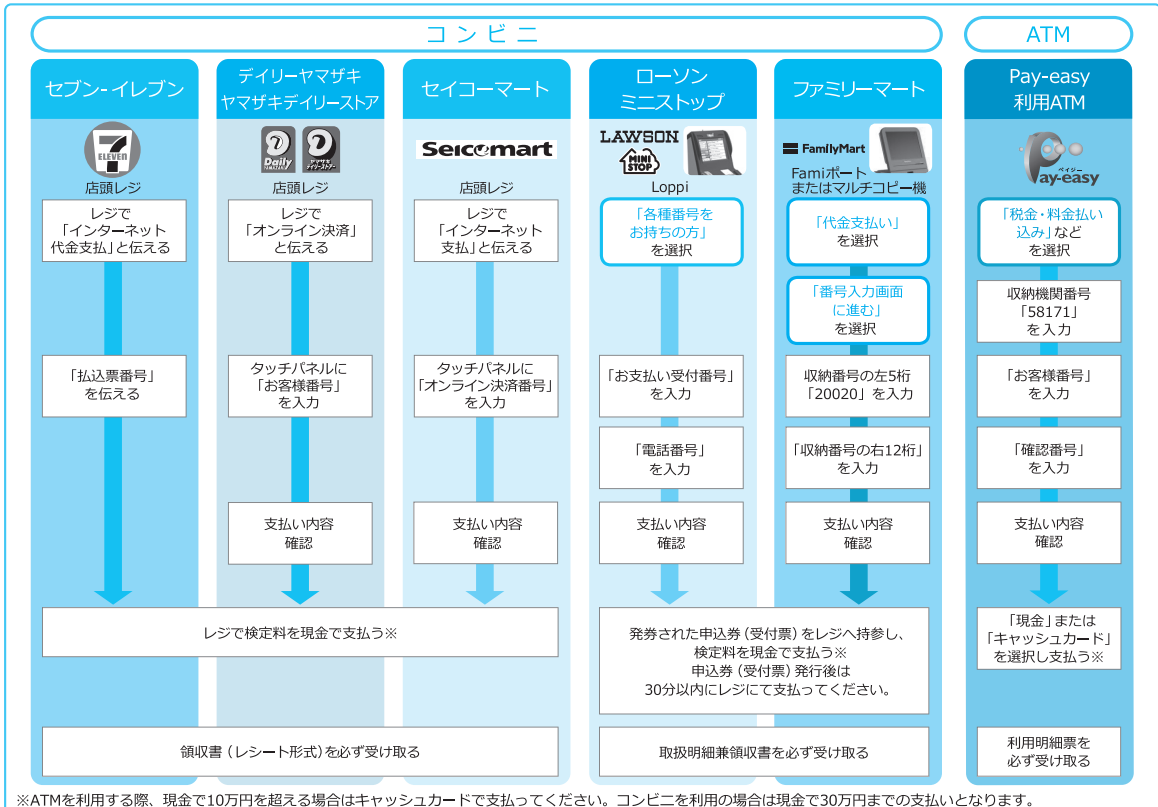 コンビニ
ATM
セブン‐イレブン
7
ELEVEN
店頭レジ
レジで
「インターネット
代金支払」と伝える
「払込票番号」
を伝える
デイリーヤマザキ
ヤマザキデイリーストア
Daily
YAMAZAKI
ヤマザキ
デイリーストアー
店頭レジ
レジで
「オンライン決済」
と伝える
タッチパネルに
「お客様番号」
を入力
支払い内容
確認
セイコーマート
Seicomart
店頭レジ
レジで
「インターネット
支払」と伝える
タッチパネルに
「オンライン決済番号」
を入力
支払い内容
確認
レジで検定料を現金で支払う※
領収書（レシート形式）を必ず受け取る
ローソン
ミニストップ
LAWSON
MINI
STOP
Loppi
「各種番号を
お持ちの方」
を選択
「お支払い受付番号」
を入力
「電話番号」
を入力
支払い内容
確認
ファミリーマート
FamilyMart
Famiポート
またはマルチコピー機
「代金支払い」
を選択
「番号入力画面
に進む」
を選択
収納番号の左5桁
「20020」を入力
「収納番号の右12桁」
を入力
支払い内容
確認
発券された申込券（受付票）をレジへ持参し、
検定料を現金で支払う※
申込券（受付票）発行後は
30分以内にレジにて支払ってください。
取扱明細兼領収書を必ず受け取る
Pay-easy
利用ATM
ペイジー
Pay-easy
「税金・料金払い
込み」など
を選択
収納機関番号
「58171」
を入力
「お客様番号」
を入力
「確認番号」
を入力
支払い内容
確認
「現金」または
「キャッシュカード」
を選択し支払う※
利用明細票を
必ず受け取る
※ATMを利用する際、現金で10万円を超える場合はキャッシュカードで支払ってください。コンビニを利用の場合は現金で30万円までの支払いとなります。